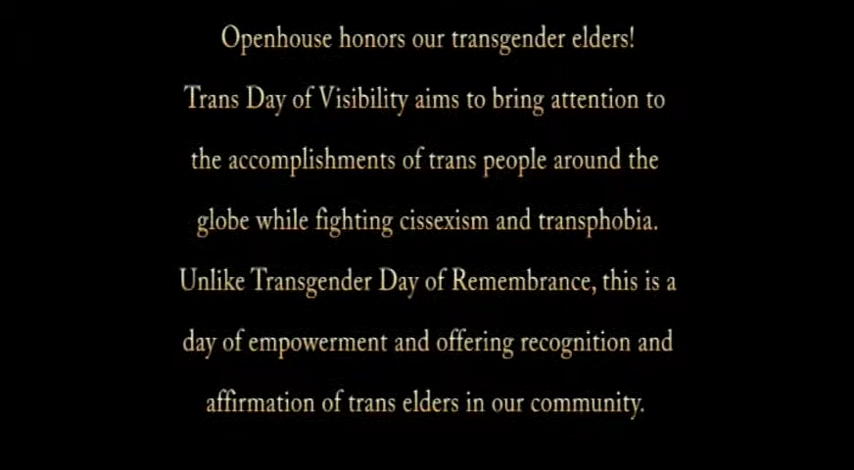 Openhouse honors our transgender elders!
Trans Day of Visibility aims to bring attention to
the accomplishments of trans people around the
globe while fighting cissexism and transphobia.
Unlike Transgender Day of Remembrance, this is a
day of empowerment and offering recognition and
affirmation of trans elders in our community.